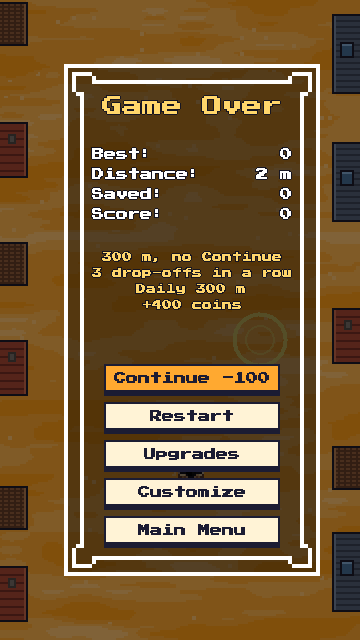 Game Over
Best: 0
Distance: 2 m
Saved: 0
Score: 0
300 m, no Continue
3 drop-offs in a row
Daily 300 m
+400 coins
Continue -100
Restart
Upgrades
Customize
Main Menu